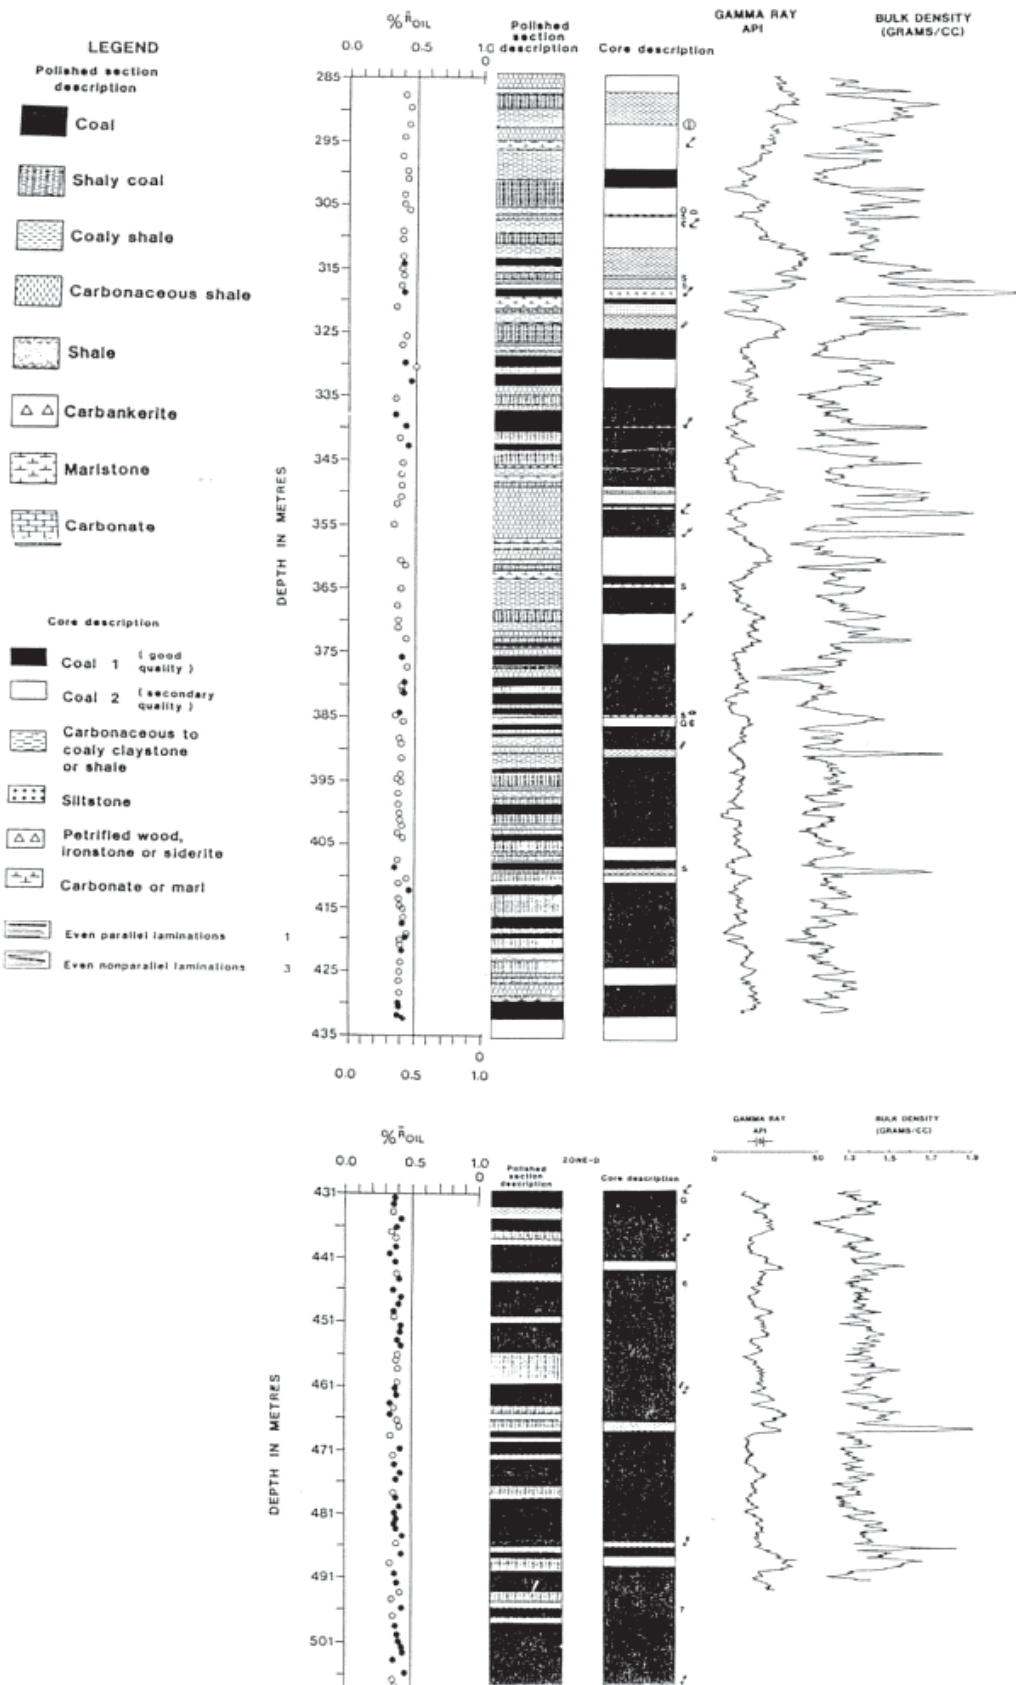 LEGEND
Polished section
description
Coal
Shaly coal
Coaly shale
Carbonaceous shale
Shale
Carbankerite
Marlstone
Carbonate
Core description
Coal 1 (good
quality)
Coal 2 (secondary
quality)
Carbonaceous to
coaly claystone
or shale
Siltstone
Petrified wood,
ironstone or siderite
Carbonate or marl
Even parallel laminations 1
Even nonparallel laminations 3
% R̄OIL
0.0 0.5 1.0
0
Polished
section
description
Core description
GAMMA RAY
API
BULK DENSITY
(GRAMS/CC)
DEPTH IN METRES
285
295
305
315
325
335
345
355
365
375
385
395
405
415
425
435
0
0.0 0.5 1.0
% R̄OIL
0.0 0.5 1.0
0
ZONE-D
Polished
section
description
Core description
GAMMA RAY
API
0 50
BULK DENSITY
(GRAMS/CC)
1.3 1.5 1.7 1.9
DEPTH IN METRES
431
441
451
461
471
481
491
501
6
7